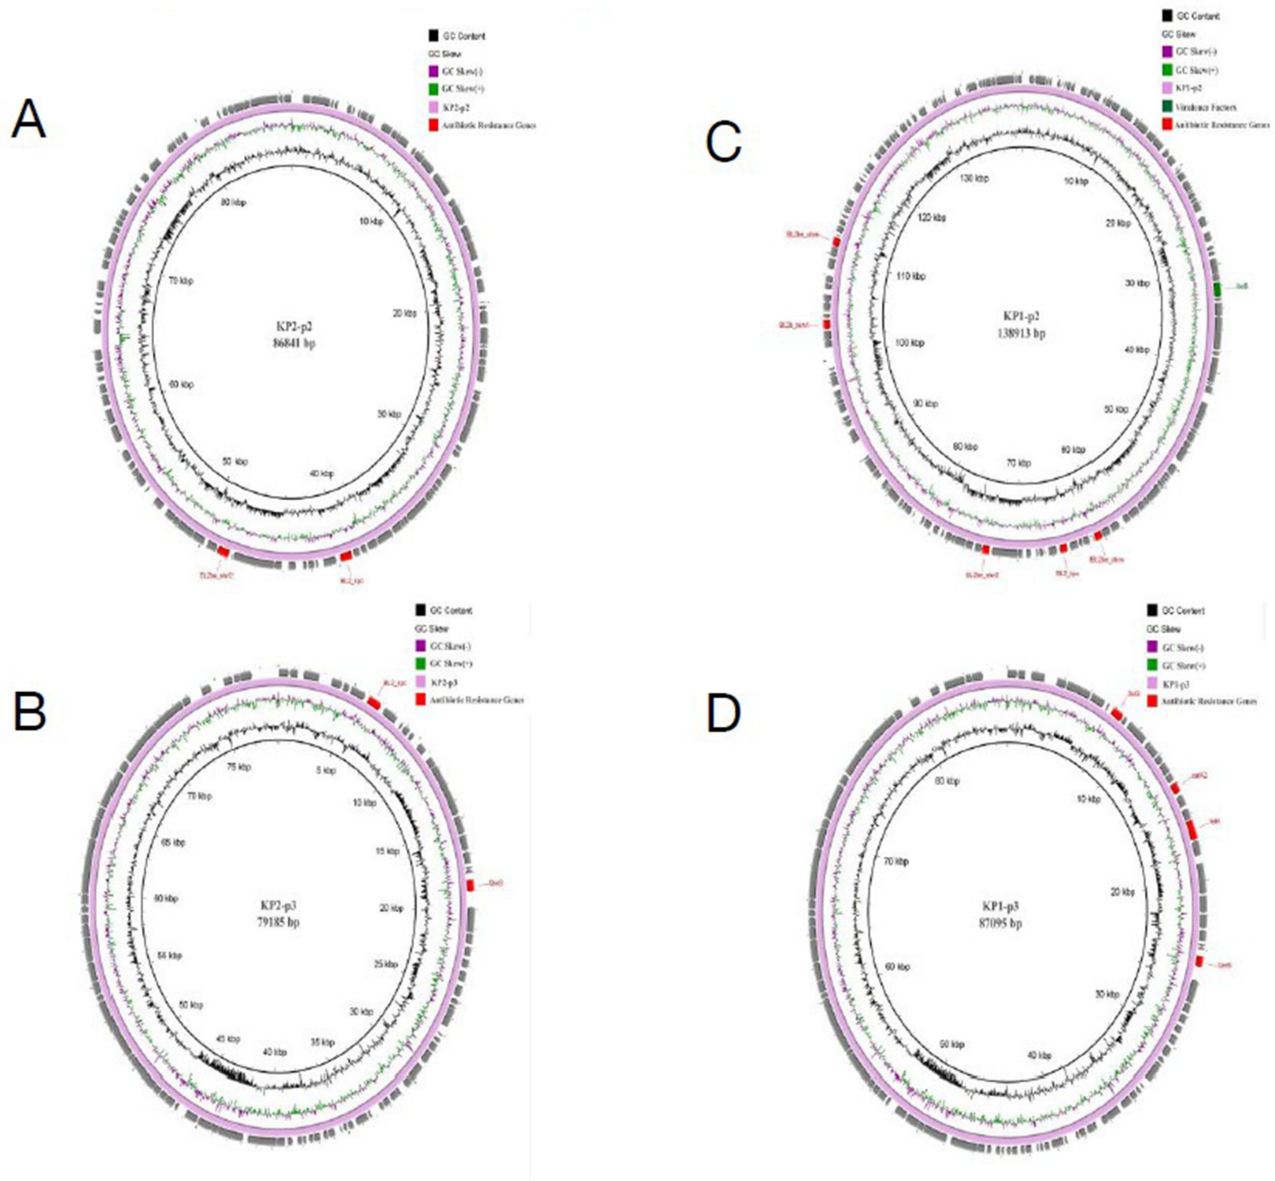 A
GC Content
GC Skew
GC Skew(-)
GC Skew(+)
KP2-p2
Antibiotic Resistance Genes
80 kbp
10 kbp
70 kbp
20 kbp
KP2-p2
86841 bp
60 kbp
30 kbp
50 kbp
40 kbp
C
GC Content
GC Skew
GC Skew(-)
GC Skew(+)
KP1-p2
Virulence Factors
Antibiotic Resistance Genes
130 kbp
10 kbp
120 kbp
20 kbp
110 kbp
30 kbp
KP1-p2
138913 bp
100 kbp
40 kbp
90 kbp
50 kbp
80 kbp
70 kbp
60 kbp
B
GC Content
GC Skew
GC Skew(-)
GC Skew(+)
KP2-p3
Antibiotic Resistance Genes
75 kbp
5 kbp
70 kbp
10 kbp
65 kbp
15 kbp
60 kbp
KP2-p3
79185 bp
20 kbp
55 kbp
25 kbp
50 kbp
30 kbp
45 kbp
40 kbp
35 kbp
D
GC Content
GC Skew
GC Skew(-)
GC Skew(+)
KP1-p3
Antibiotic Resistance Genes
10 kbp
70 kbp
20 kbp
KP1-p3
87095 bp
60 kbp
30 kbp
50 kbp
40 kbp